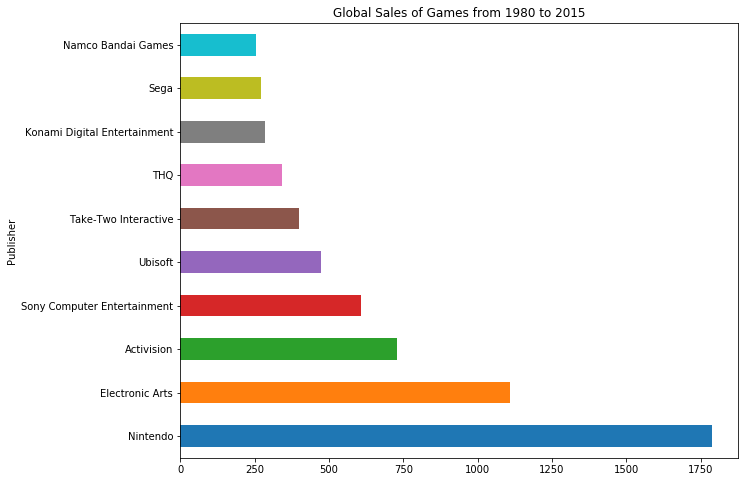 Global Sales of Games from 1980 to 2015
Publisher
Namco Bandai Games
Sega
Konami Digital Entertainment
THQ
Take-Two Interactive
Ubisoft
Sony Computer Entertainment
Activision
Electronic Arts
Nintendo
0 250 500 750 1000 1250 1500 1750